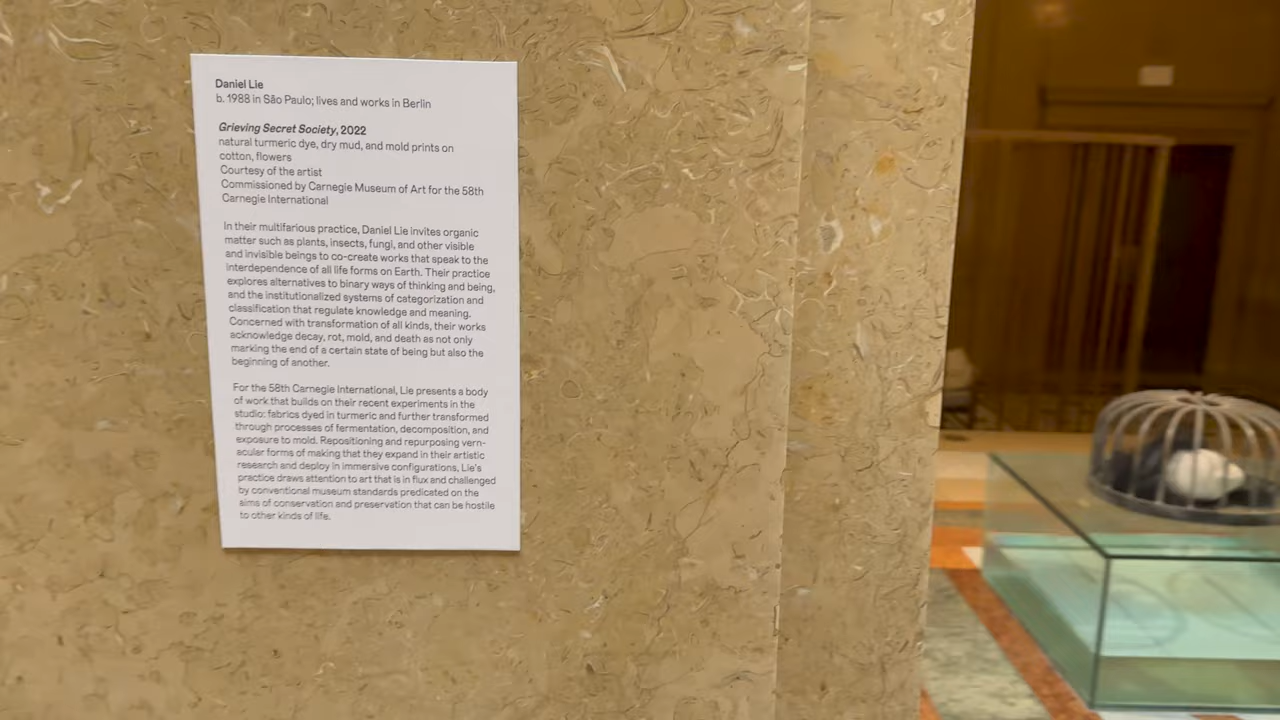 Daniel Lie
b. 1988 in São Paulo; lives and works in Berlin
Grieving Secret Society, 2022
natural turmeric dye, dry mud, and mold prints on
cotton, flowers
Courtesy of the artist
Commissioned by Carnegie Museum of Art for the 58th
Carnegie International
In their multifarious practice, Daniel Lie invites organic
matter such as plants, insects, fungi, and other visible
and invisible beings to co-create works that speak to the
interdependence of all life forms on Earth. Their practice
explores alternatives to binary ways of thinking and being,
and the institutionalized systems of categorization and
classification that regulate knowledge and meaning.
Concerned with transformation of all kinds, their works
acknowledge decay, rot, mold, and death as not only
marking the end of a certain state of being but also the
beginning of another.
For the 58th Carnegie International, Lie presents a body
of work that builds on their recent experiments in the
studio: fabrics dyed in turmeric and further transformed
through processes of fermentation, decomposition, and
exposure to mold. Repositioning and repurposing vern-
acular forms of making that they expand in their artistic
research and deploy in immersive configurations, Lie's
practice draws attention to art that is in flux and challenged
by conventional museum standards predicated on the
aims of conservation and preservation that can be hostile
to other kinds of life.